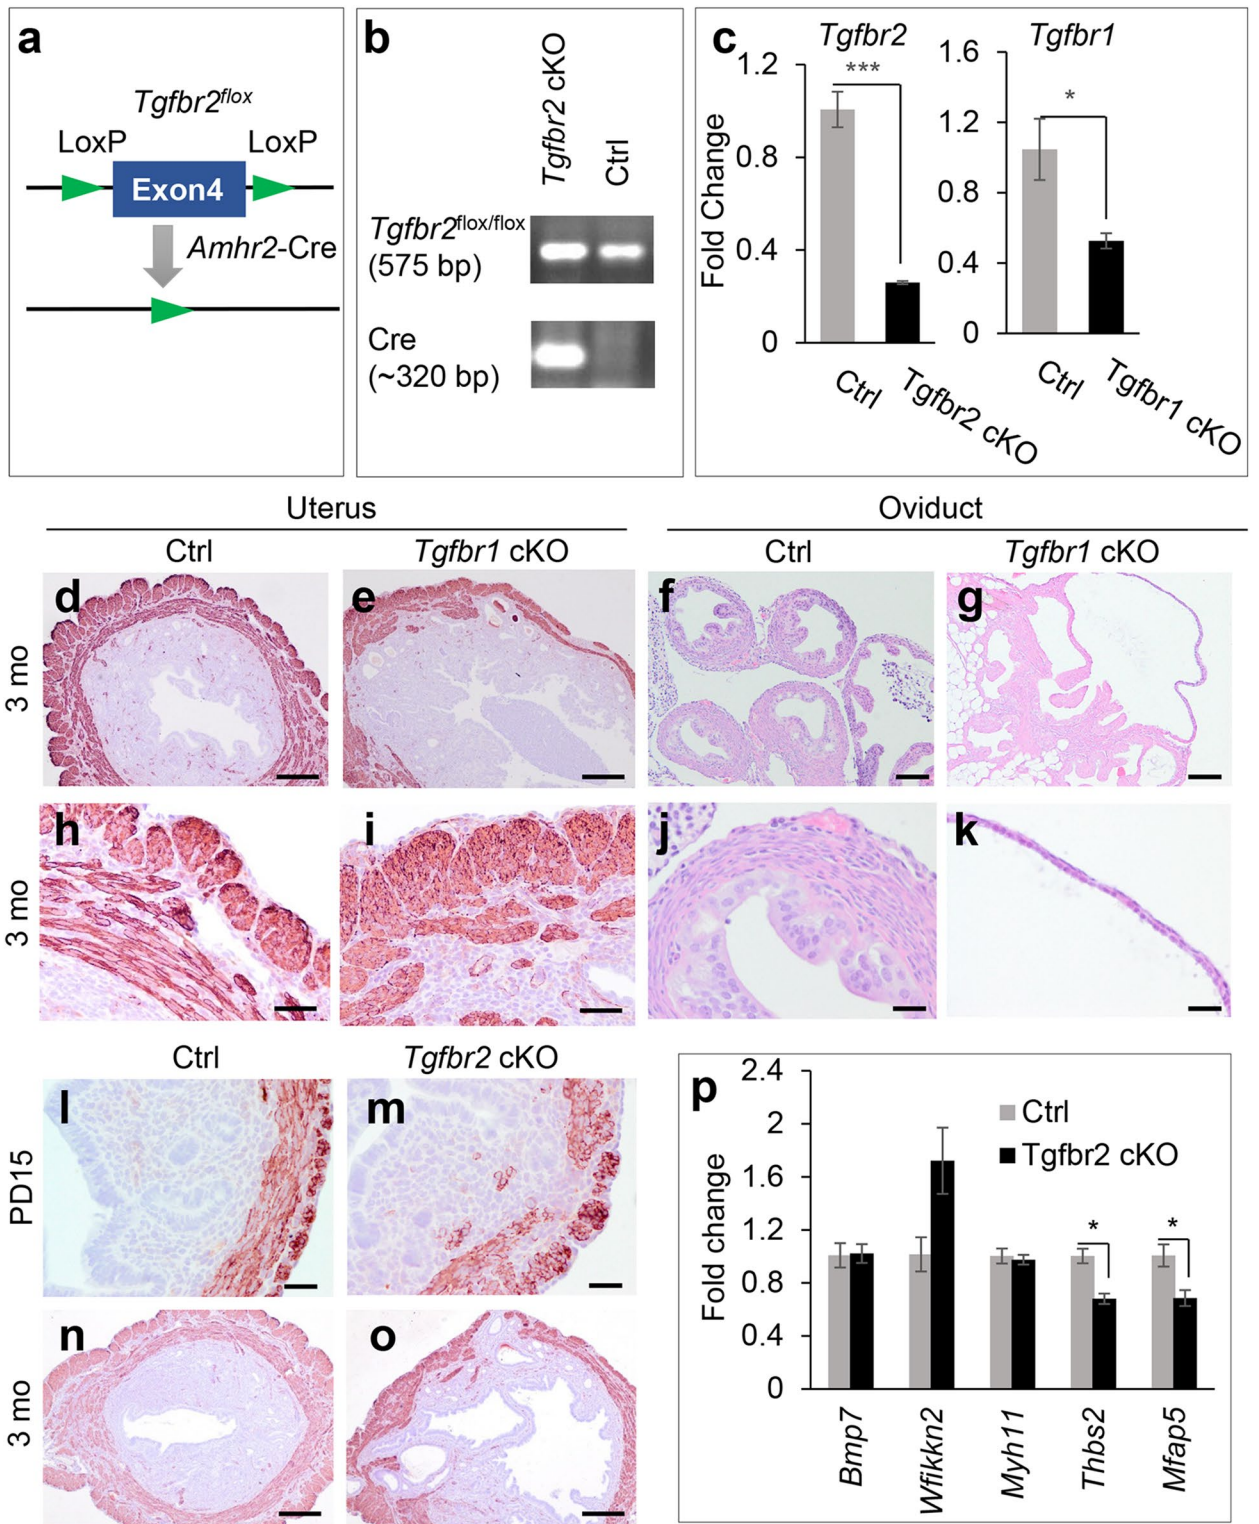 a
Tgfbr2flox
LoxP
LoxP
Exon4
Amhr2-Cre
b
Tgfbr2 cKO
Ctrl
Tgfbr2flox/flox
(575 bp)
Cre
(~320 bp)
c
Tgfbr2
Fold Change
1.2
0.8
0.4
0
***
Ctrl
Tgfbr2 cKO
Tgfbr1
1.6
1.2
0.8
0.4
0
*
Ctrl
Tgfbr1 cKO
Uterus
Oviduct
Ctrl
Tgfbr1 cKO
Ctrl
Tgfbr1 cKO
3 mo
d
e
f
g
3 mo
h
i
j
k
Ctrl
Tgfbr2 cKO
PD15
l
m
3 mo
n
o
p
Fold change
2.4
2
1.6
1.2
0.8
0.4
0
Ctrl
Tgfbr2 cKO
*
*
Bmp7
Wfikkn2
Myh11
Thbs2
Mfap5